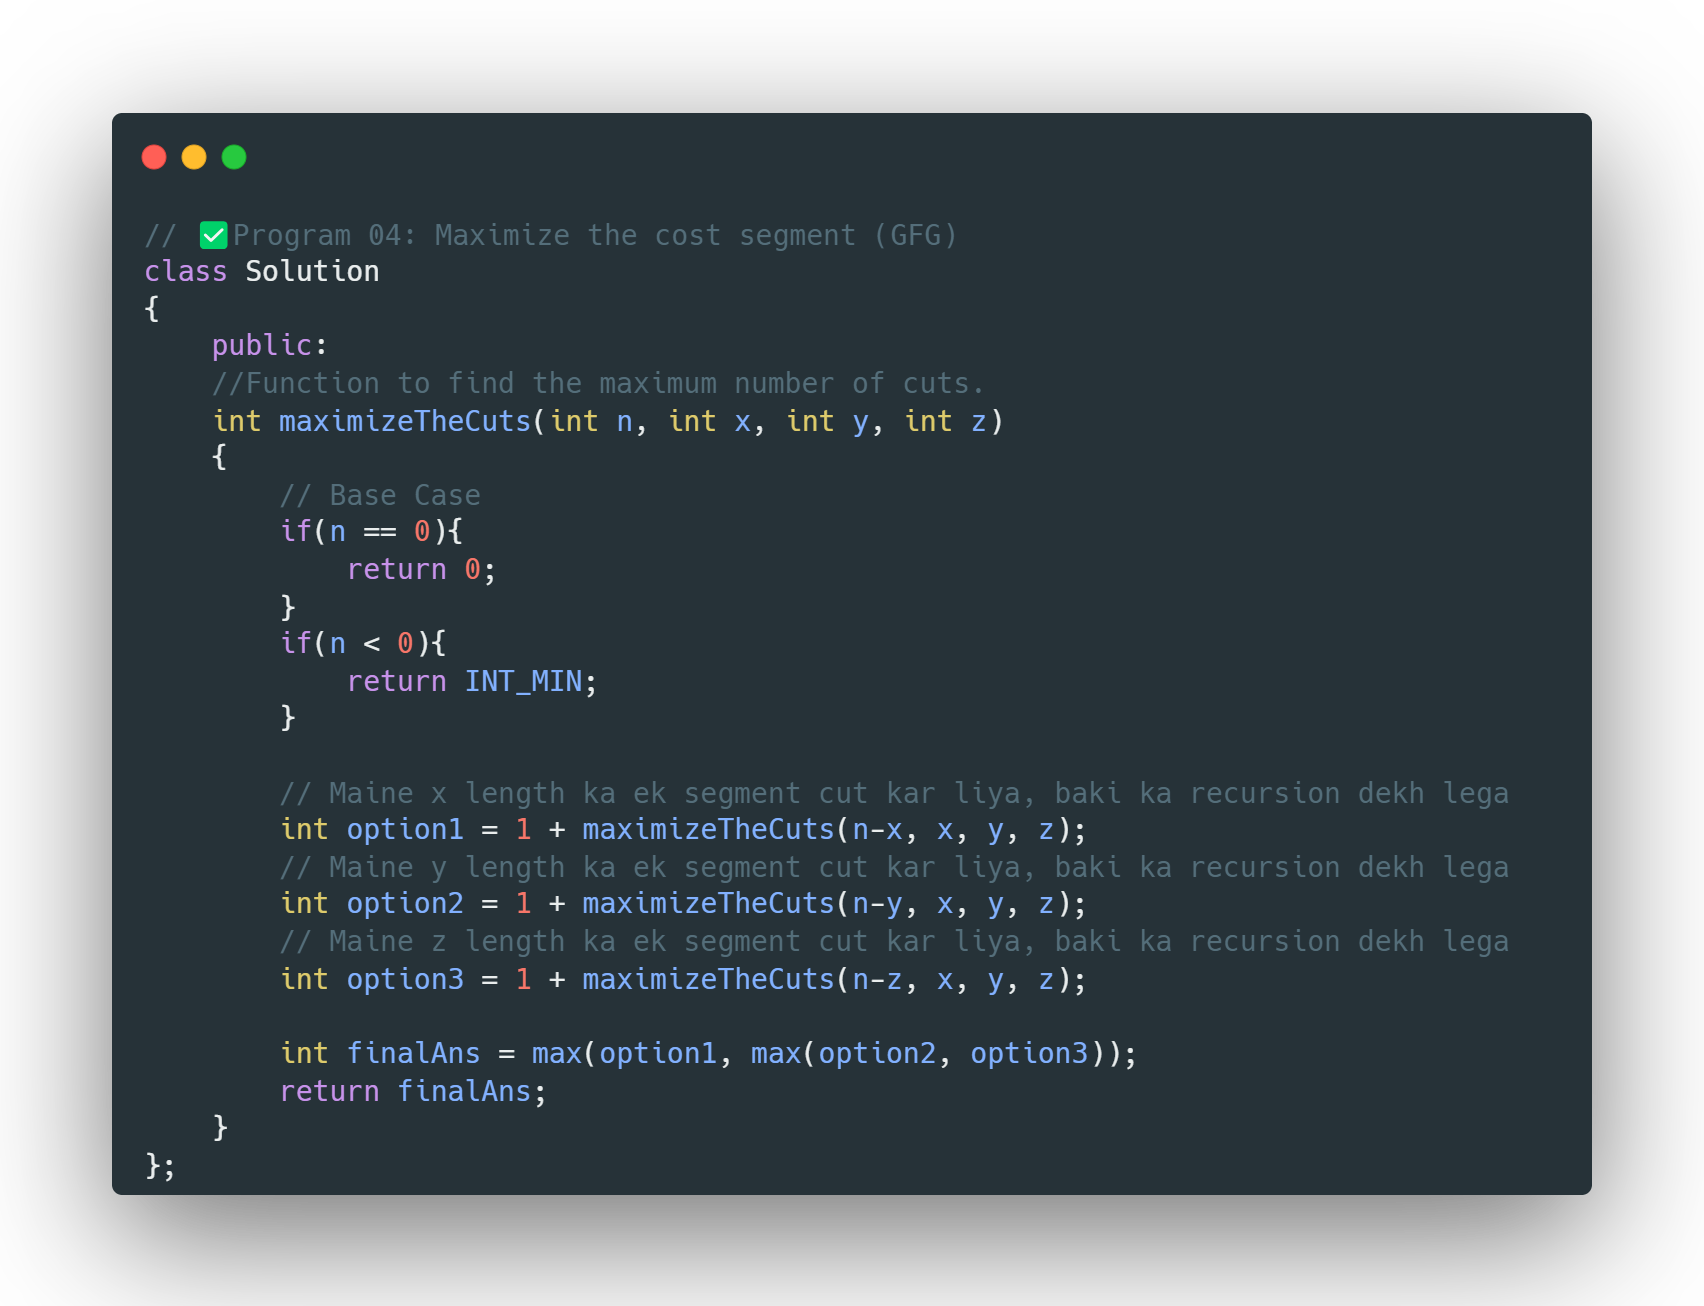 // ✅Program 04: Maximize the cost segment (GFG)
class Solution
{
    public:
    //Function to find the maximum number of cuts.
    int maximizeTheCuts(int n, int x, int y, int z)
    {
        // Base Case
        if(n == 0){
            return 0;
        }
        if(n < 0){
            return INT_MIN;
        }

        // Maine x length ka ek segment cut kar liya, baki ka recursion dekh lega
        int option1 = 1 + maximizeTheCuts(n-x, x, y, z);
        // Maine y length ka ek segment cut kar liya, baki ka recursion dekh lega
        int option2 = 1 + maximizeTheCuts(n-y, x, y, z);
        // Maine z length ka ek segment cut kar liya, baki ka recursion dekh lega
        int option3 = 1 + maximizeTheCuts(n-z, x, y, z);

        int finalAns = max(option1, max(option2, option3));
        return finalAns;
    }
};